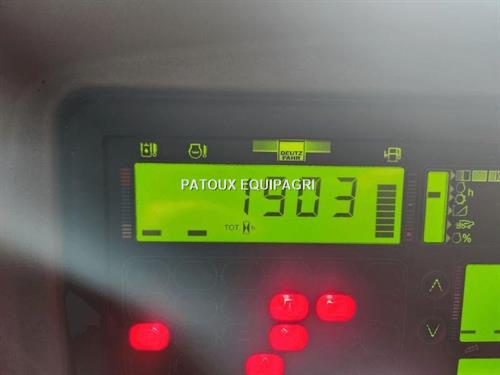 DEUTZ
FAHR
PATOUX EQUIPAGRI
1903
TOT. h
h
%